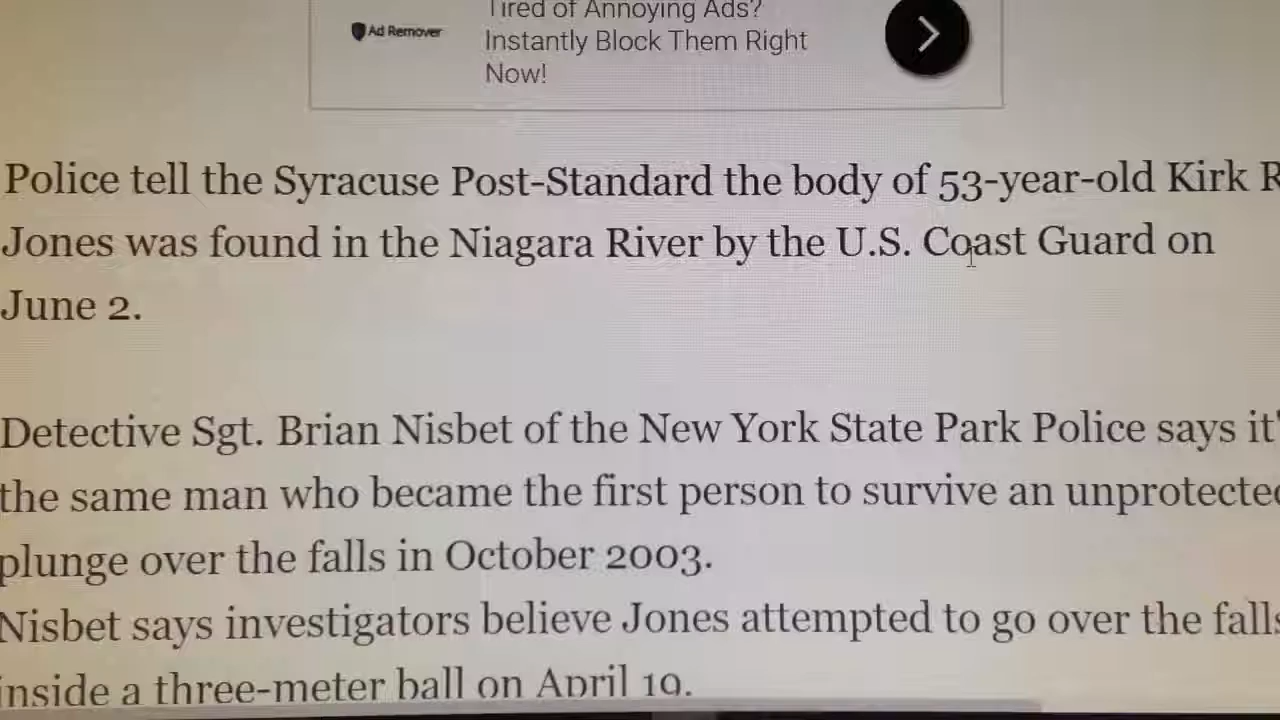 Tired of Annoying Ads?
Ad Remover
Instantly Block Them Right
Now!
Police tell the Syracuse Post-Standard the body of 53-year-old Kirk R
Jones was found in the Niagara River by the U.S. Coast Guard on
June 2.
Detective Sgt. Brian Nisbet of the New York State Park Police says it'
the same man who became the first person to survive an unprotected
plunge over the falls in October 2003.
Nisbet says investigators believe Jones attempted to go over the falls
inside a three-meter ball on April 19.